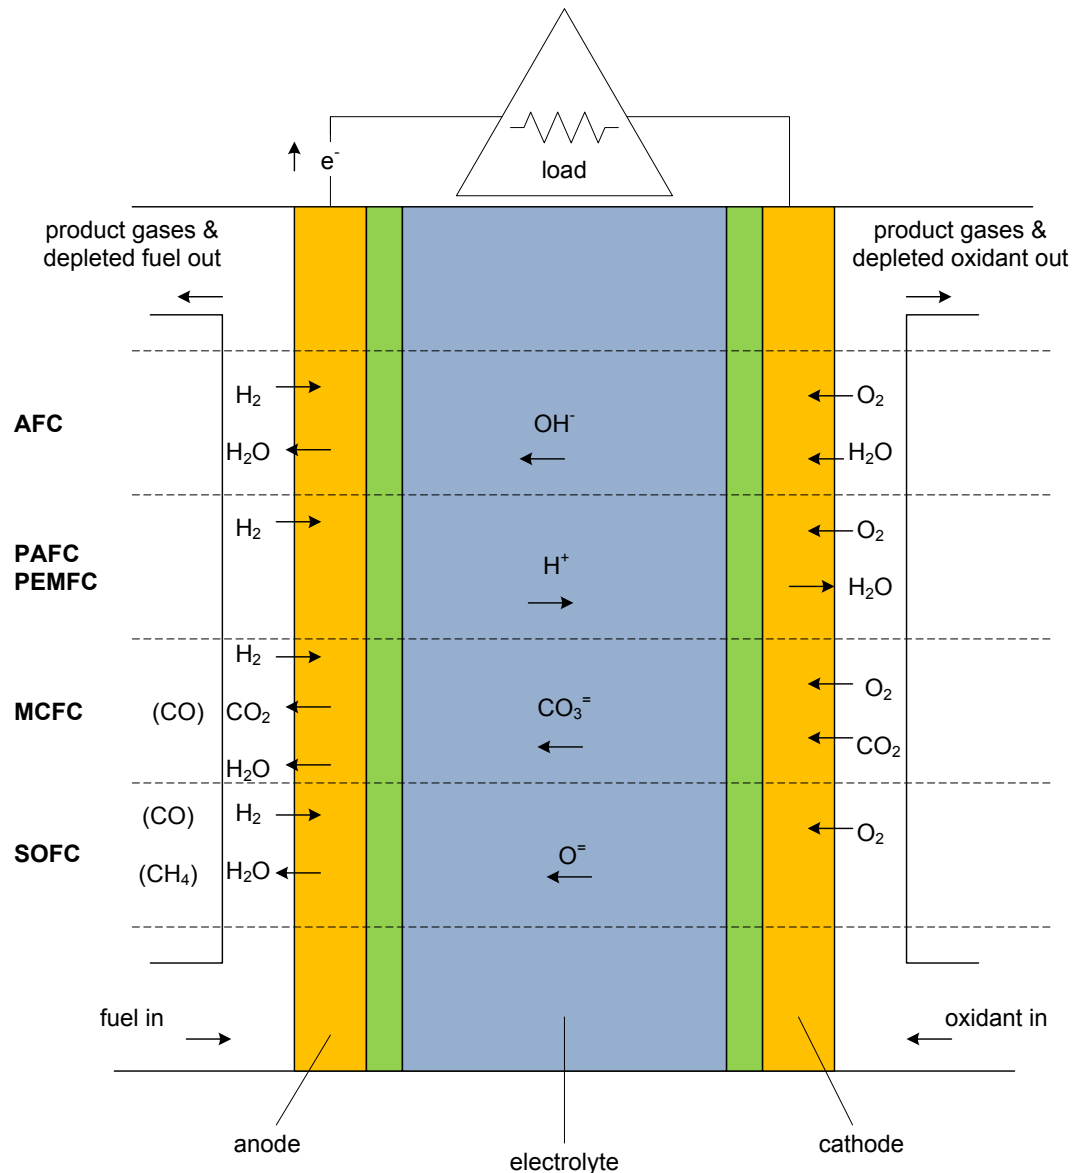 e⁻
load
product gases &
depleted fuel out
product gases &
depleted oxidant out
AFC
H₂
H₂O
OH⁻
O₂
H₂O
PAFC
PEMFC
H₂
H⁺
O₂
H₂O
MCFC
H₂
(CO) CO₂
H₂O
CO₃⁼
O₂
CO₂
SOFC
(CO) H₂
(CH₄) H₂O
O⁼
O₂
fuel in
oxidant in
anode
electrolyte
cathode